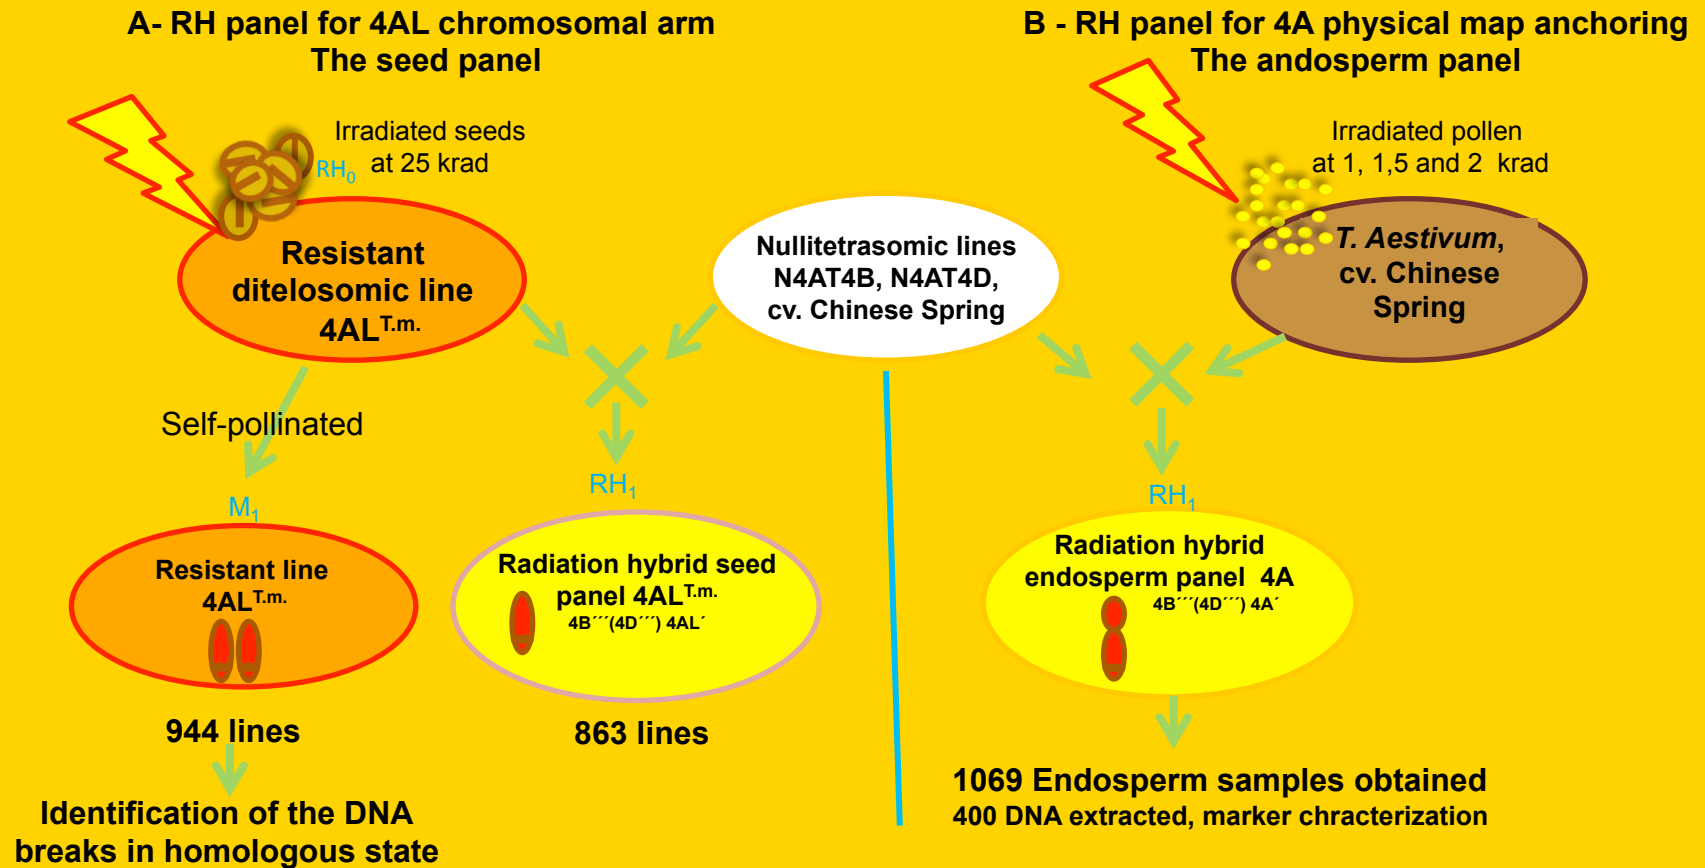 A- RH panel for 4AL chromosomal arm
The seed panel
Irradiated seeds
at 25 krad
RH₀
Resistant
ditelosomic line
4ALᵀ·ᵐ·
Self-pollinated
M₁
Resistant line
4ALᵀ·ᵐ·
944 lines
Identification of the DNA
breaks in homologous state
RH₁
Radiation hybrid seed
panel 4ALᵀ·ᵐ·
4B´´´(4D´´´) 4AL´
863 lines
Nullitetrasomic lines
N4AT4B, N4AT4D,
cv. Chinese Spring
B - RH panel for 4A physical map anchoring
The andosperm panel
Irradiated pollen
at 1, 1,5 and 2 krad
T. Aestivum,
cv. Chinese
Spring
RH₁
Radiation hybrid
endosperm panel 4A
4B´´´(4D´´´) 4A´
1069 Endosperm samples obtained
400 DNA extracted, marker chracterization